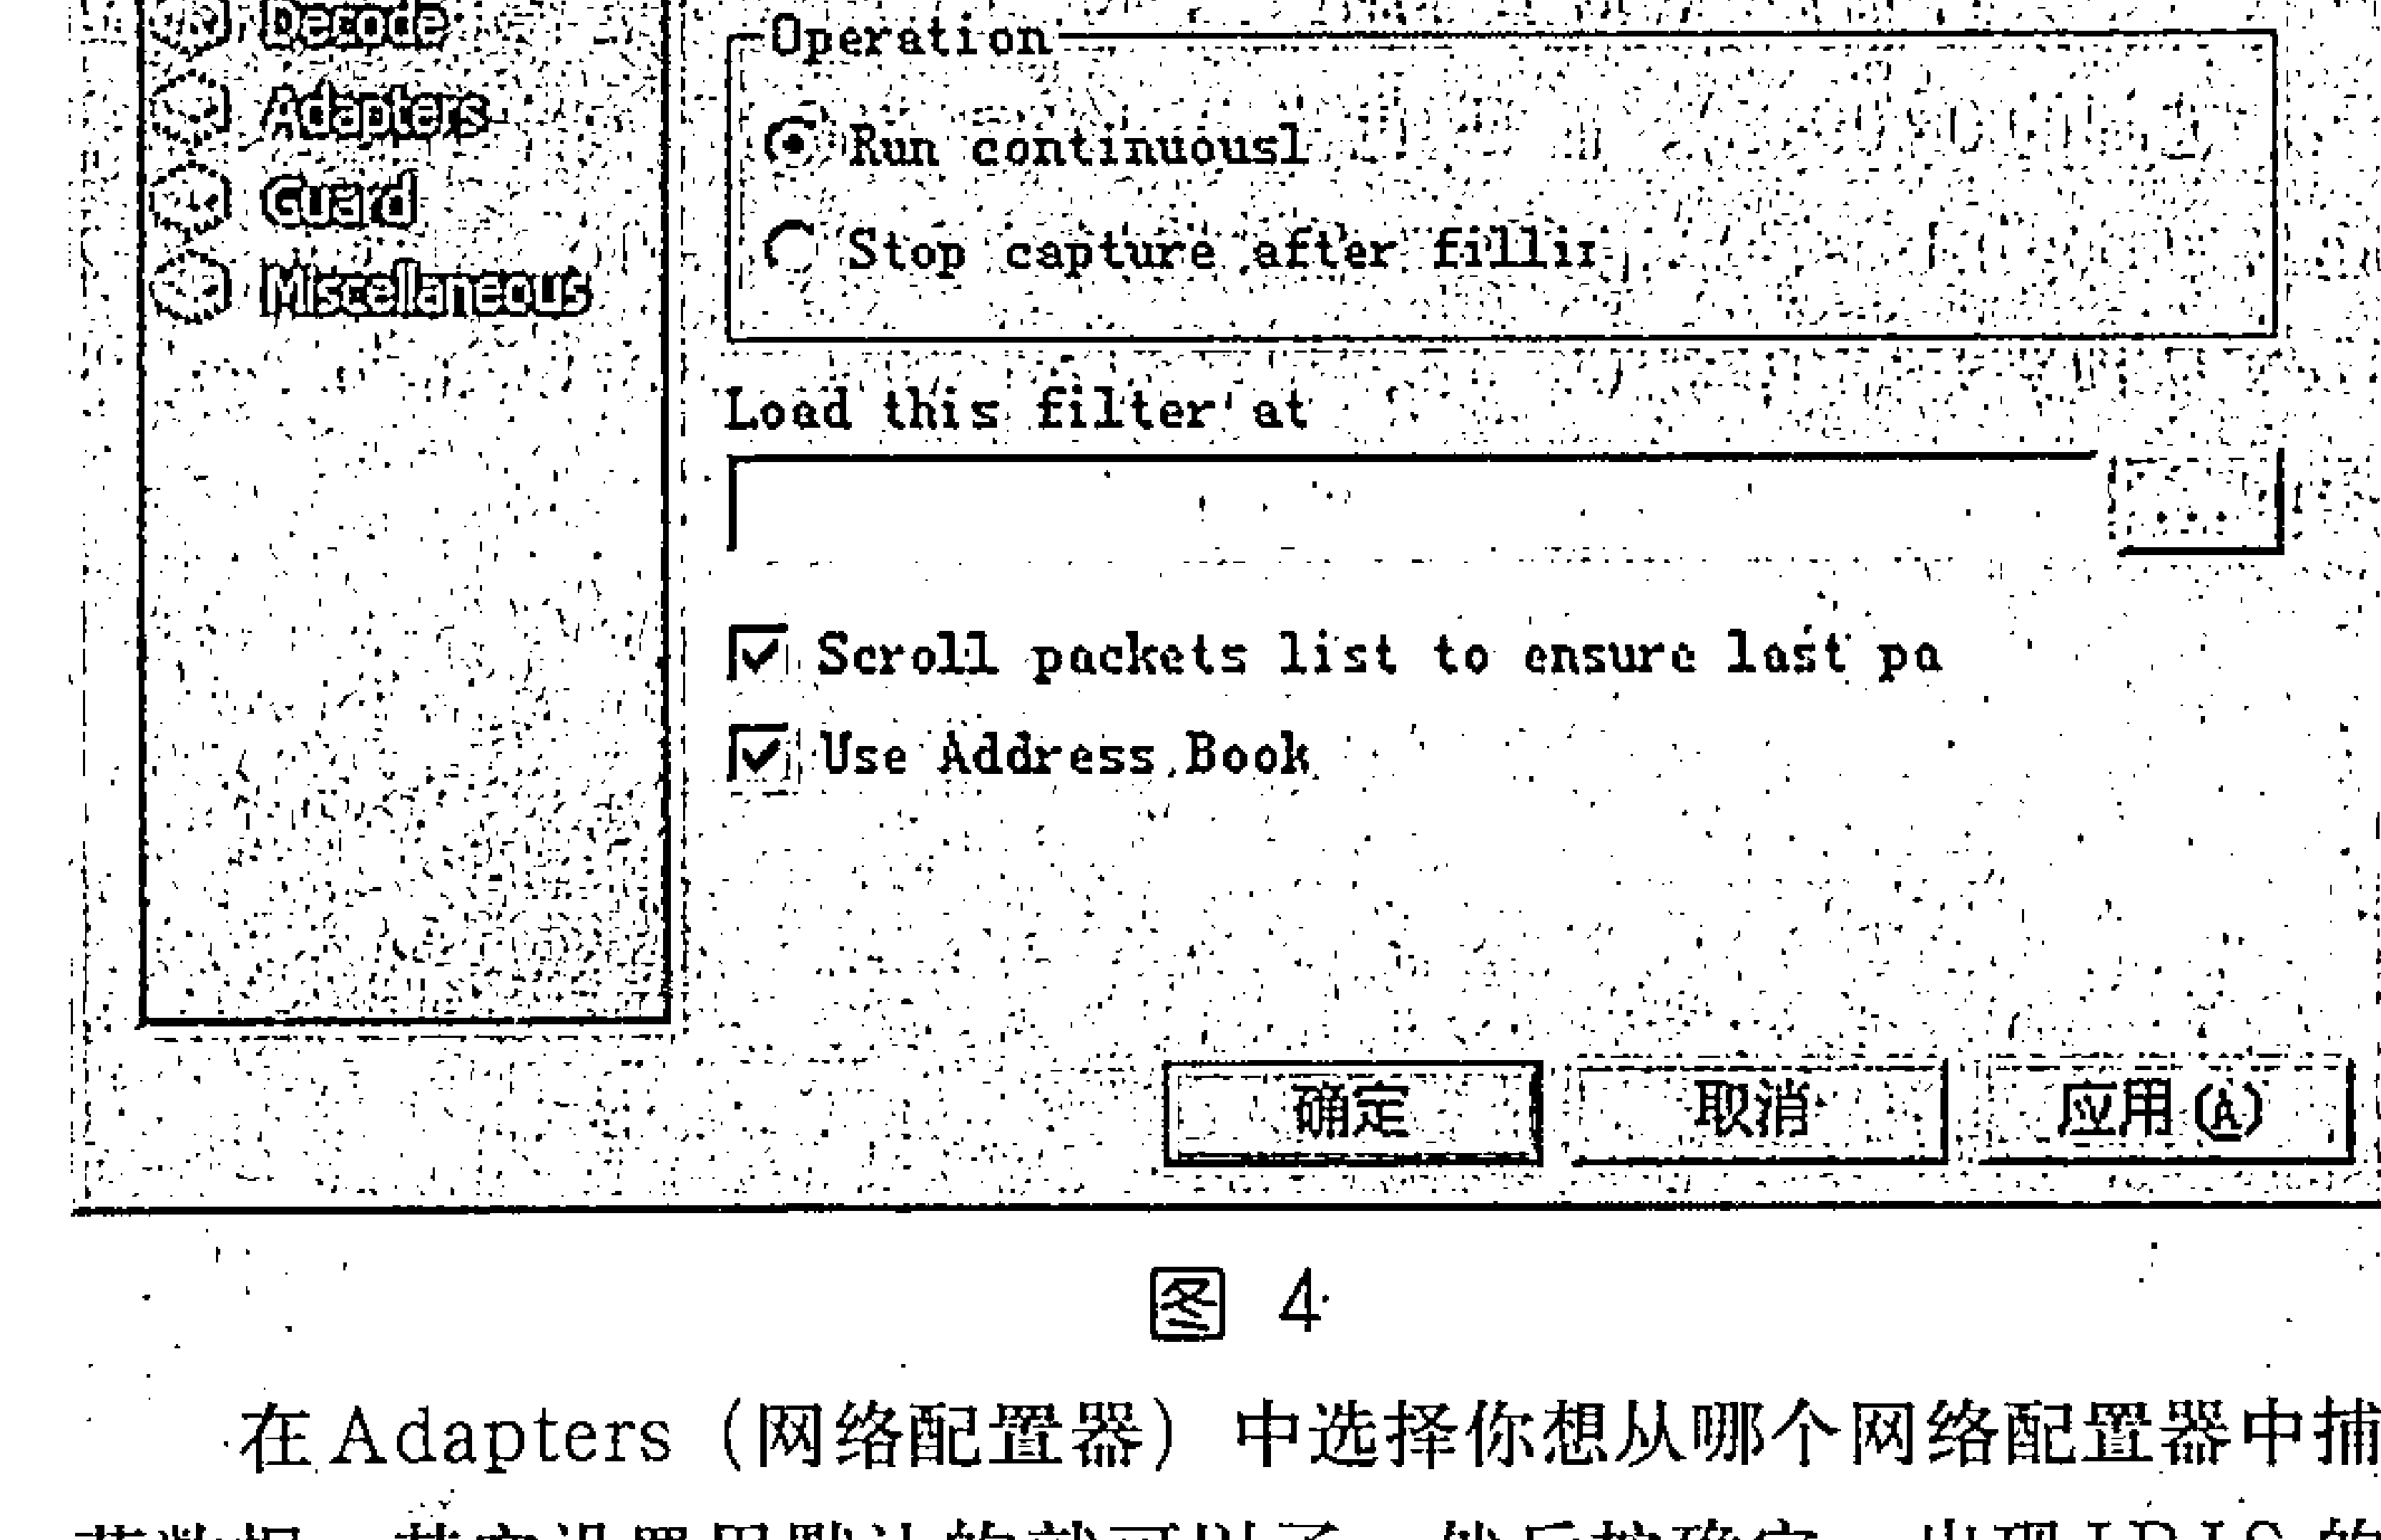 Decode
Adapters
Guard
Miscellaneous
Operation
Run continuousl
Stop capture after fillir
Load this filter at
...
Scroll packets list to ensure last pa
Use Address Book
确定
取消
应用(A)
图 4
在Adapters（网络配置器）中选择你想从哪个网络配置器中捕